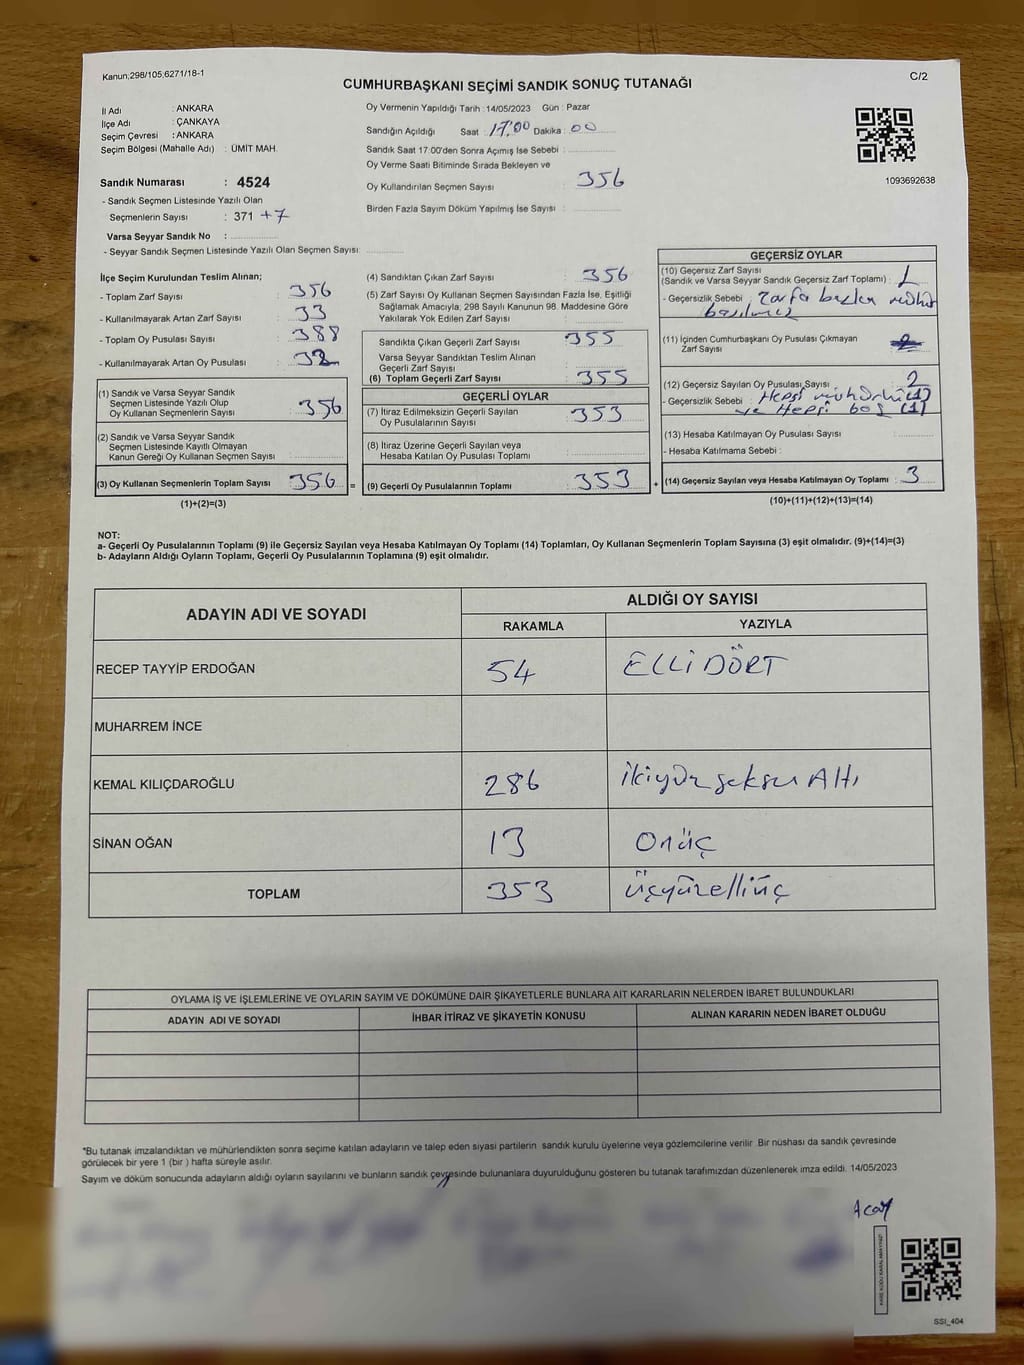 Kanun;298/105;6271/18-1
C/2
CUMHURBAŞKANI SEÇİMİ SANDIK SONUÇ TUTANAĞI
İl Adı : ANKARA
İlçe Adı : ÇANKAYA
Seçim Çevresi : ANKARA
Seçim Bölgesi (Mahalle Adı) : ÜMİT MAH.
Sandık Numarası : 4524
- Sandık Seçmen Listesinde Yazılı Olan
Seçmenlerin Sayısı : 371 +7
Varsa Seyyar Sandık No :
- Seyyar Sandık Seçmen Listesinde Yazılı Olan Seçmen Sayısı:
Oy Vermenin Yapıldığı Tarih : 14/05/2023 Gün : Pazar
Sandığın Açıldığı Saat : 17:00 Dakika : 00
Sandık Saat 17:00'den Sonra Açımış İse Sebebi :
Oy Verme Saati Bitiminde Sırada Bekleyen ve
Oy Kullandırılan Seçmen Sayısı : 356
Birden Fazla Sayım Döküm Yapılmış İse Sayısı :
1093692638
İlçe Seçim Kurulundan Teslim Alınan;
- Toplam Zarf Sayısı : 356
- Kullanılmayarak Artan Zarf Sayısı : 33
- Toplam Oy Pusulası Sayısı : 388
- Kullanılmayarak Artan Oy Pusulası : 32
(1) Sandık ve Varsa Seyyar Sandık
Seçmen Listesinde Yazılı Olup
Oy Kullanan Seçmenlerin Sayısı : 356
(2) Sandık ve Varsa Seyyar Sandık
Seçmen Listesinde Kayıtlı Olmayan
Kanun Gereği Oy Kullanan Seçmen Sayısı :
(3) Oy Kullanan Seçmenlerin Toplam Sayısı : 356 =
(1)+(2)=(3)
(4) Sandıktan Çıkan Zarf Sayısı : 356
(5) Zarf Sayısı Oy Kullanan Seçmen Sayısından Fazla İse, Eşitliği
Sağlamak Amacıyla, 298 Sayılı Kanunun 98. Maddesine Göre
Yakılarak Yok Edilen Zarf Sayısı :
Sandıkta Çıkan Geçerli Zarf Sayısı : 355
Varsa Seyyar Sandıktan Teslim Alınan
Geçerli Zarf Sayısı :
(6) Toplam Geçerli Zarf Sayısı : 355
GEÇERLİ OYLAR
(7) İtiraz Edilmeksizin Geçerli Sayılan
Oy Pusulalarının Sayısı : 353
(8) İtiraz Üzerine Geçerli Sayılan veya
Hesaba Katılan Oy Pusulası Toplamı :
(9) Geçerli Oy Pusulalarının Toplamı : 353 +
GEÇERSİZ OYLAR
(10) Geçersiz Zarf Sayısı
(Sandık ve Varsa Seyyar Sandık Geçersiz Zarf Toplamı) : 1
- Geçersizlik Sebebi : Zarfa başka mühür
basılmış
(11) İçinden Cumhurbaşkanı Oy Pusulası Çıkmayan
Zarf Sayısı :
(12) Geçersiz Sayılan Oy Pusulası Sayısı : 2
- Geçersizlik Sebebi : Hepsi mühürlü (1)
ve Hepsi boş (1)
(13) Hesaba Katılmayan Oy Pusulası Sayısı :
- Hesaba Katılmama Sebebi :
(14) Geçersiz Sayılan veya Hesaba Katılmayan Oy Toplamı : 3
(10)+(11)+(12)+(13)=(14)
NOT:
a- Geçerli Oy Pusulalarının Toplamı (9) ile Geçersiz Sayılan veya Hesaba Katılmayan Oy Toplamı (14) Toplamları, Oy Kullanan Seçmenlerin Toplam Sayısına (3) eşit olmalıdır. (9)+(14)=(3)
b- Adayların Aldığı Oyların Toplamı, Geçerli Oy Pusulalarının Toplamına (9) eşit olmalıdır.
ADAYIN ADI VE SOYADI
ALDIĞI OY SAYISI
RAKAMLA YAZIYLA
RECEP TAYYİP ERDOĞAN 54 ELLİ DÖRT
MUHARREM İNCE
KEMAL KILIÇDAROĞLU 286 ikiyüz seksen Altı
SİNAN OĞAN 13 Onüç
TOPLAM 353 üçyüzelliüç
OYLAMA İŞ VE İŞLEMLERİNE VE OYLARIN SAYIM VE DÖKÜMÜNE DAİR ŞİKAYETLERLE BUNLARA AİT KARARLARIN NELERDEN İBARET BULUNDUKLARI
ADAYIN ADI VE SOYADI İHBAR İTİRAZ VE ŞİKAYETİN KONUSU ALINAN KARARIN NEDEN İBARET OLDUĞU
*Bu tutanak imzalandıktan ve mühürlendikten sonra seçime katılan adayların ve talep eden siyasi partilerin sandık kurulu üyelerine veya gözlemcilerine verilir Bir nüshası da sandık çevresinde
görülecek bir yere 1 (bir ) hafta süreyle asılır.
Sayım ve döküm sonucunda adayların aldığı oyların sayılarını ve bunların sandık çevresinde bulunanlara duyurulduğunu gösteren bu tutanak tarafımızdan düzenlenerek imza edildi. 14/05/2023
KARE KODU KARALAMAYINIZ!
SSI_404